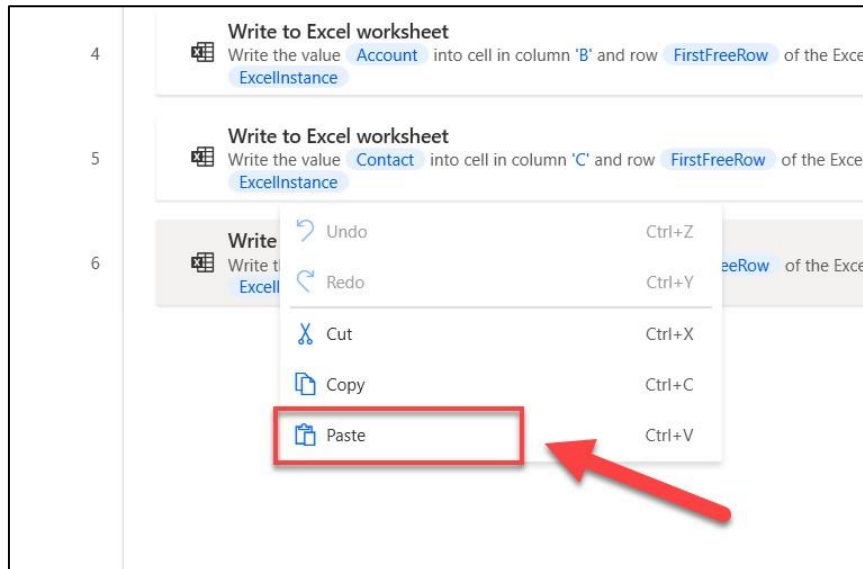 Write to Excel worksheet
4
Write the value Account into cell in column 'B' and row FirstFreeRow of the Exce
ExcelInstance
Write to Excel worksheet
5
Write the value Contact into cell in column 'C' and row FirstFreeRow of the Exce
ExcelInstance
Write
6
Write t
eeRow of the Exce
Excell
Undo Ctrl+Z
Redo Ctrl+Y
Cut Ctrl+X
Copy Ctrl+C
Paste Ctrl+V